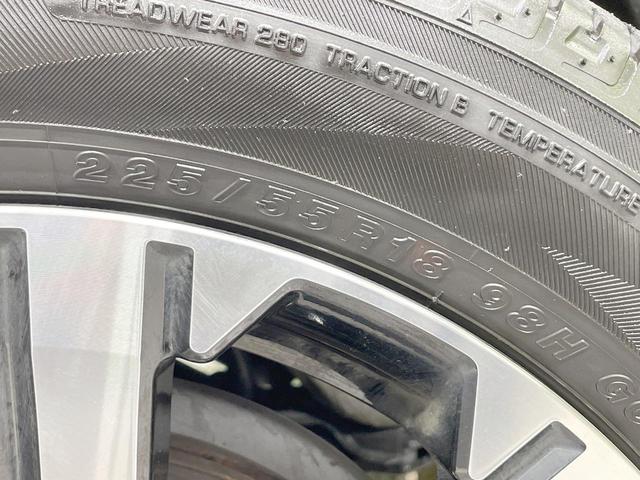 TREADWEAR 280 TRACTION B TEMPERATURE
225/55R18 98H